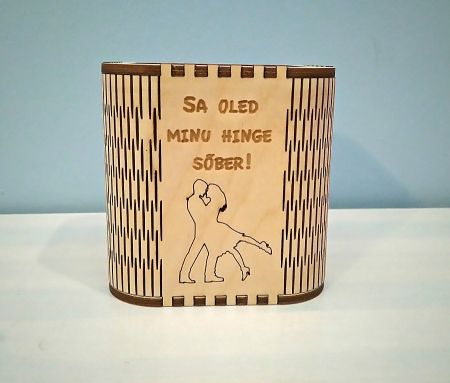 Sa oled
minu hinge
sõber!